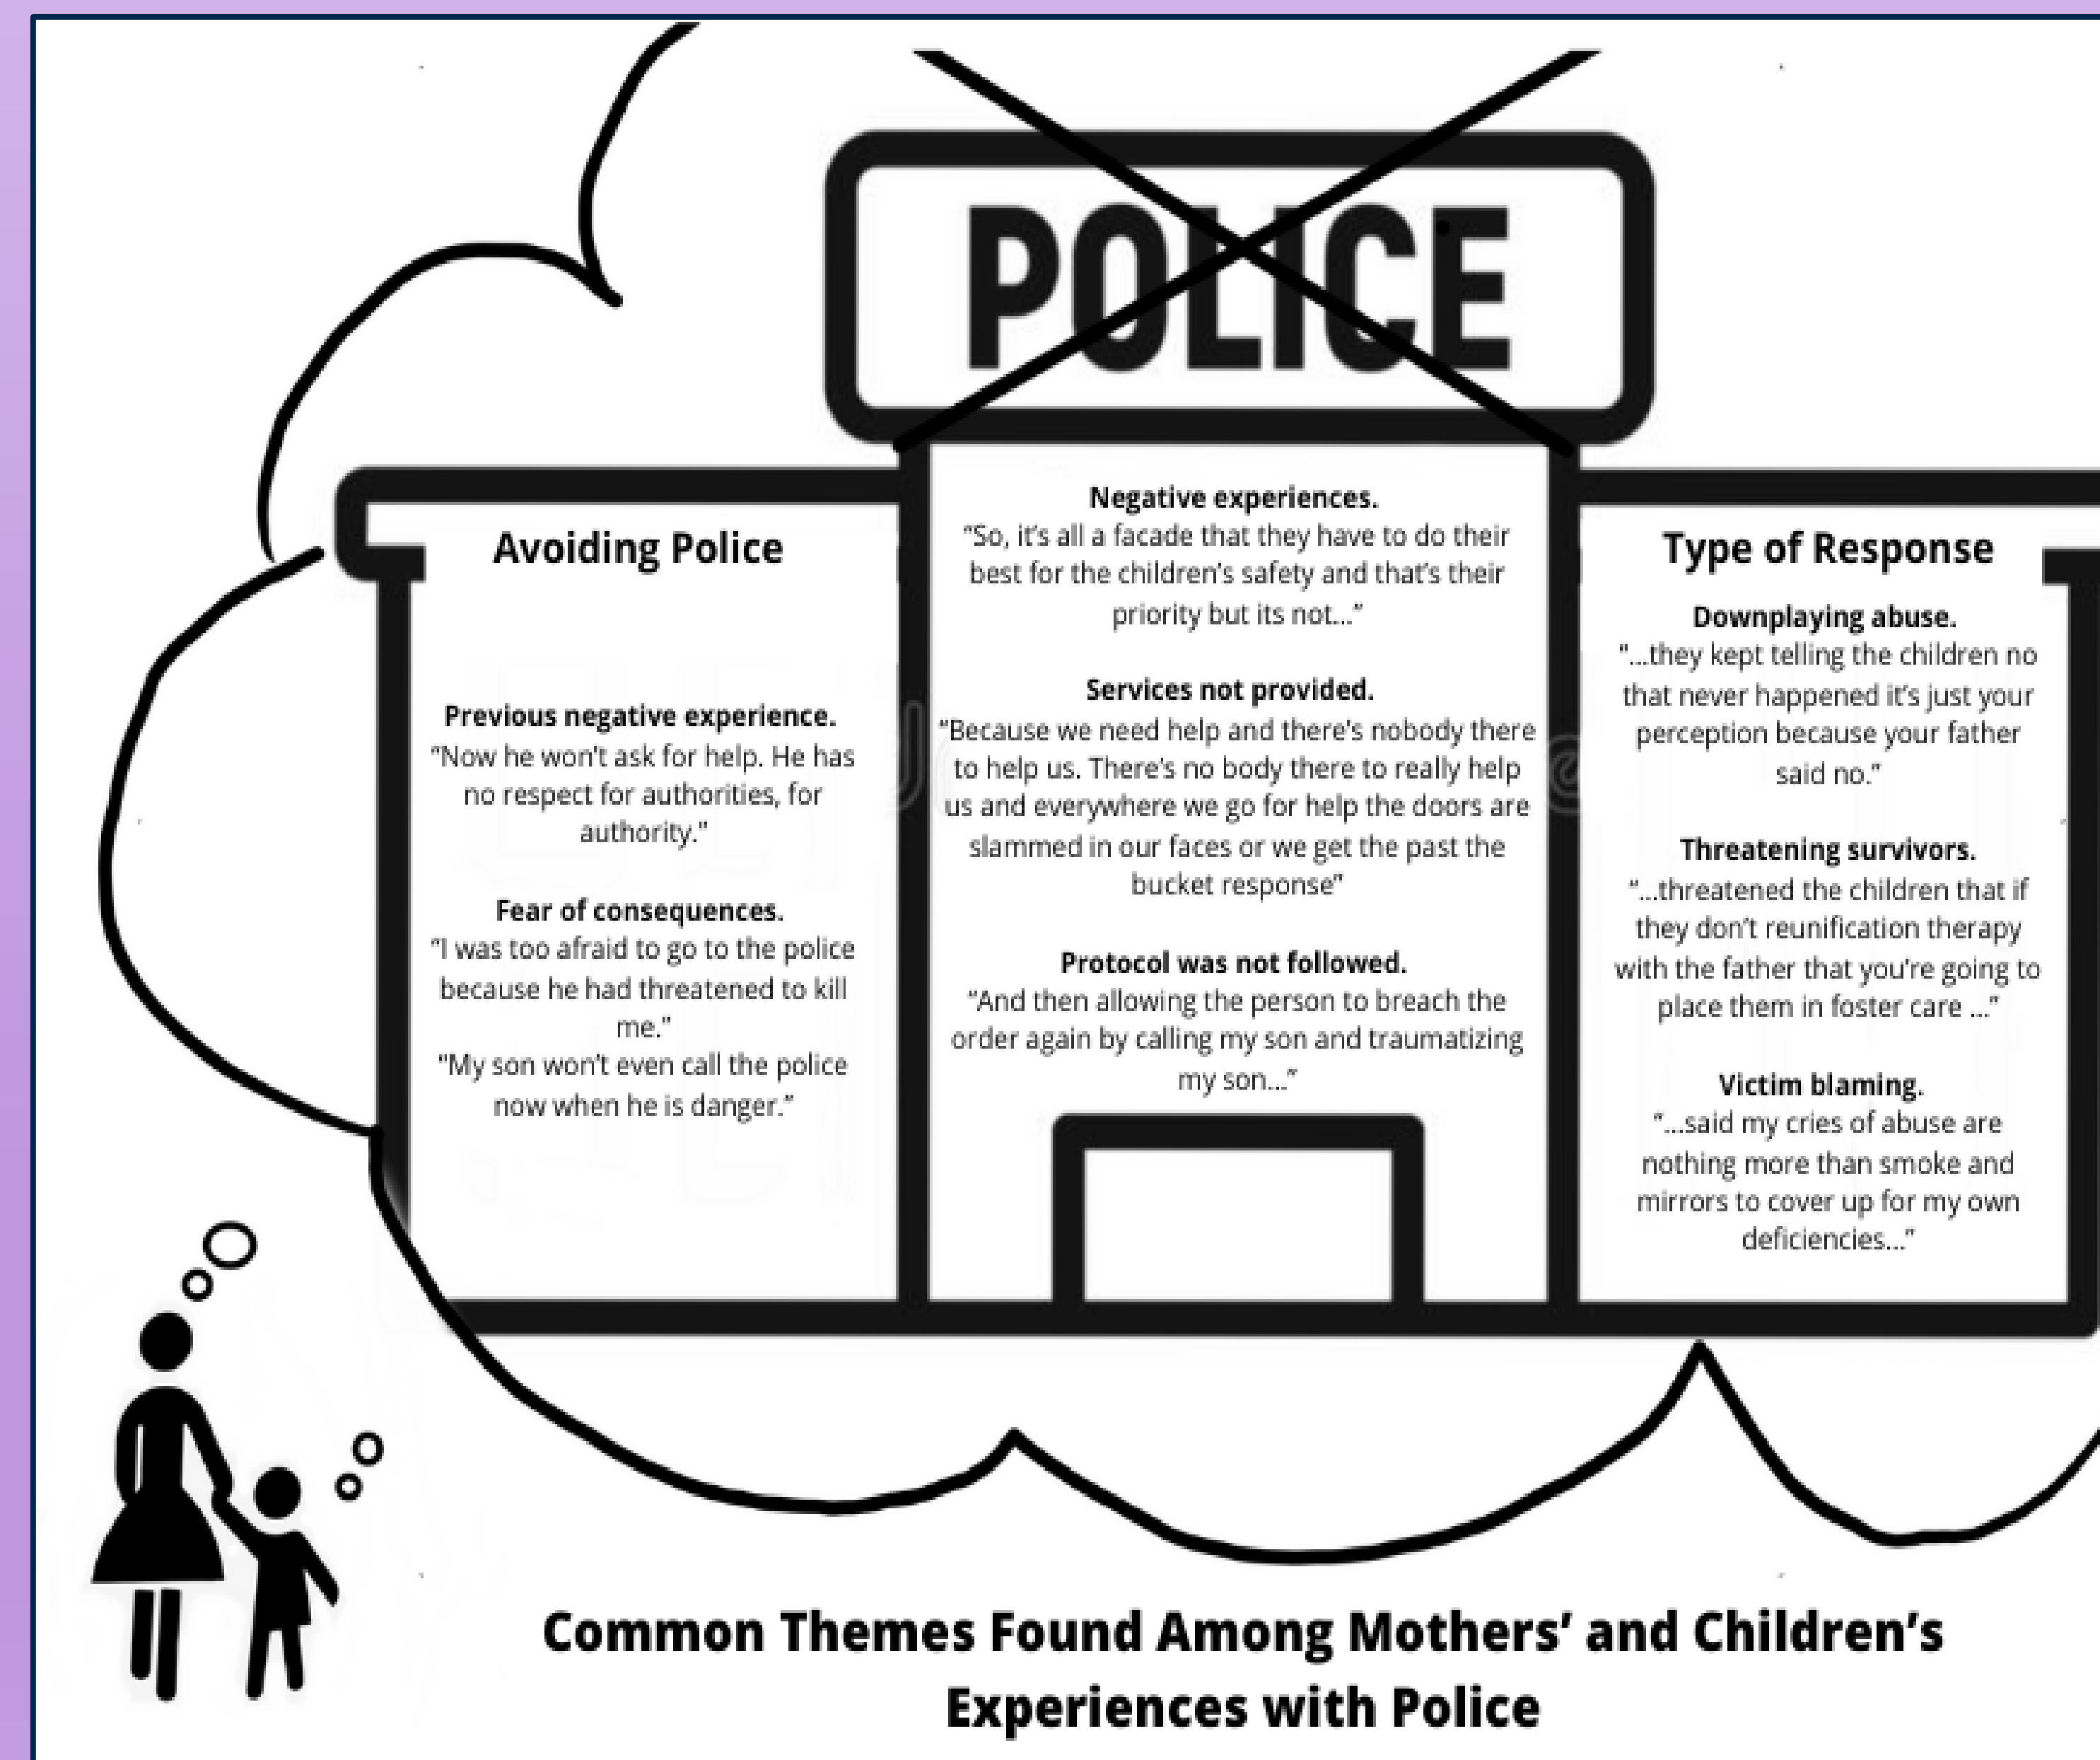 POLICE
Avoiding Police
Previous negative experience.
“Now he won't ask for help. He has
no respect for authorities, for
authority.”
Fear of consequences.
“I was too afraid to go to the police
because he had threatened to kill
me.”
“My son won't even call the police
now when he is danger.”
Negative experiences.
“So, it’s all a facade that they have to do their
best for the children’s safety and that’s their
priority but its not...”
Services not provided.
“Because we need help and there’s nobody there
to help us. There’s no body there to really help
us and everywhere we go for help the doors are
slammed in our faces or we get the past the
bucket response”
Protocol was not followed.
“And then allowing the person to breach the
order again by calling my son and traumatizing
my son...”
Type of Response
Downplaying abuse.
“...they kept telling the children no
that never happened it’s just your
perception because your father
said no.”
Threatening survivors.
“...threatened the children that if
they don’t reunification therapy
with the father that you're going to
place them in foster care ...”
Victim blaming.
“...said my cries of abuse are
nothing more than smoke and
mirrors to cover up for my own
deficiencies...”
Common Themes Found Among Mothers’ and Children’s
Experiences with Police